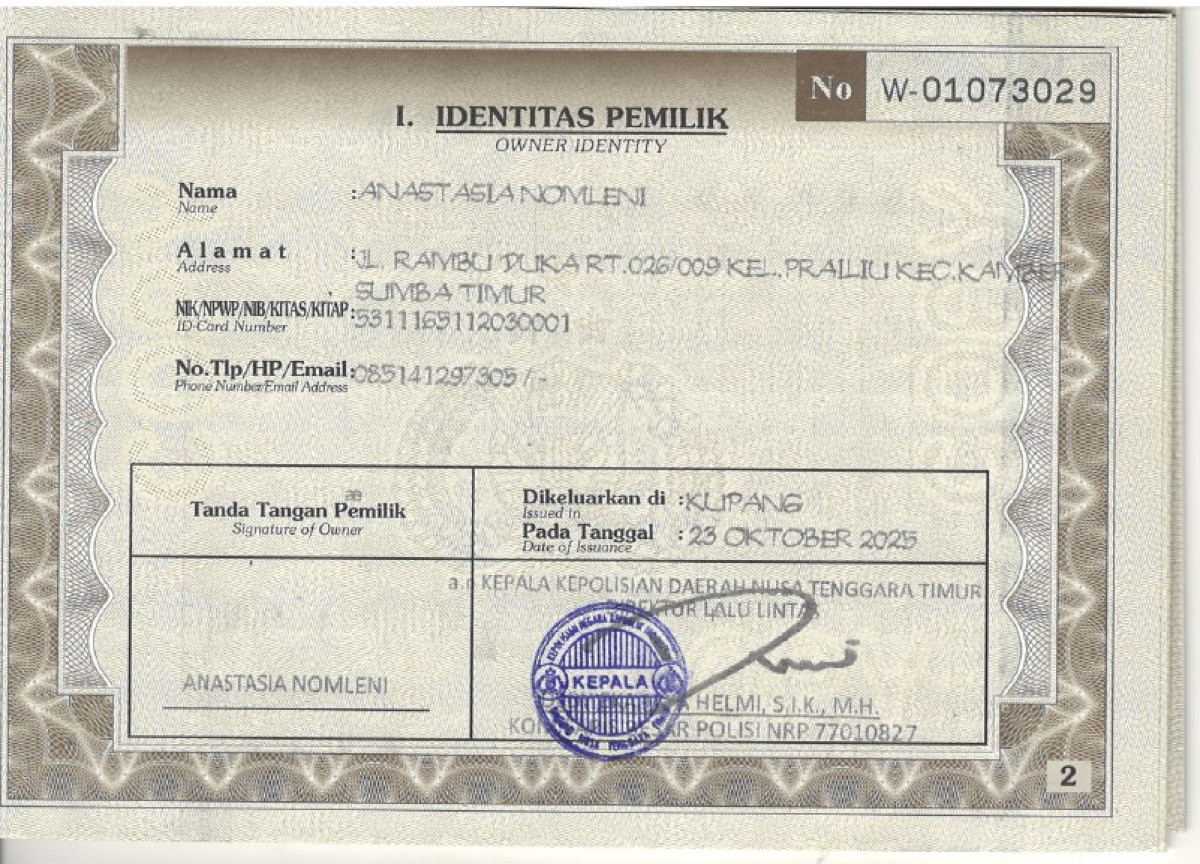 No W-01073029
I. IDENTITAS PEMILIK
OWNER IDENTITY
Nama : ANASTASIA NOMLENI
Name
Alamat : JL. RAMBU DUKA RT.026/009 KEL.PRAILIU KEC.KAMBER
Address
SUMBA TIMUR
NIK/NPWP/NIB/KITAS/KITAP : 5311165112030001
ID-Card Number
No.Tlp/HP/Email : 085141297305 / -
Phone Number/Email Address
æ
Tanda Tangan Pemilik
Signature of Owner
Dikeluarkan di : KUPANG
Issued in
Pada Tanggal : 23 OKTOBER 2025
Date of Issuance
a.n KEPALA KEPOLISIAN DAERAH NUSA TENGGARA TIMUR
DIREKTUR LALU LINTAS
KEPALA
ANASTASIA NOMLENI
HELMI, S.I.K., M.H.
POLISI NRP 77010827
2